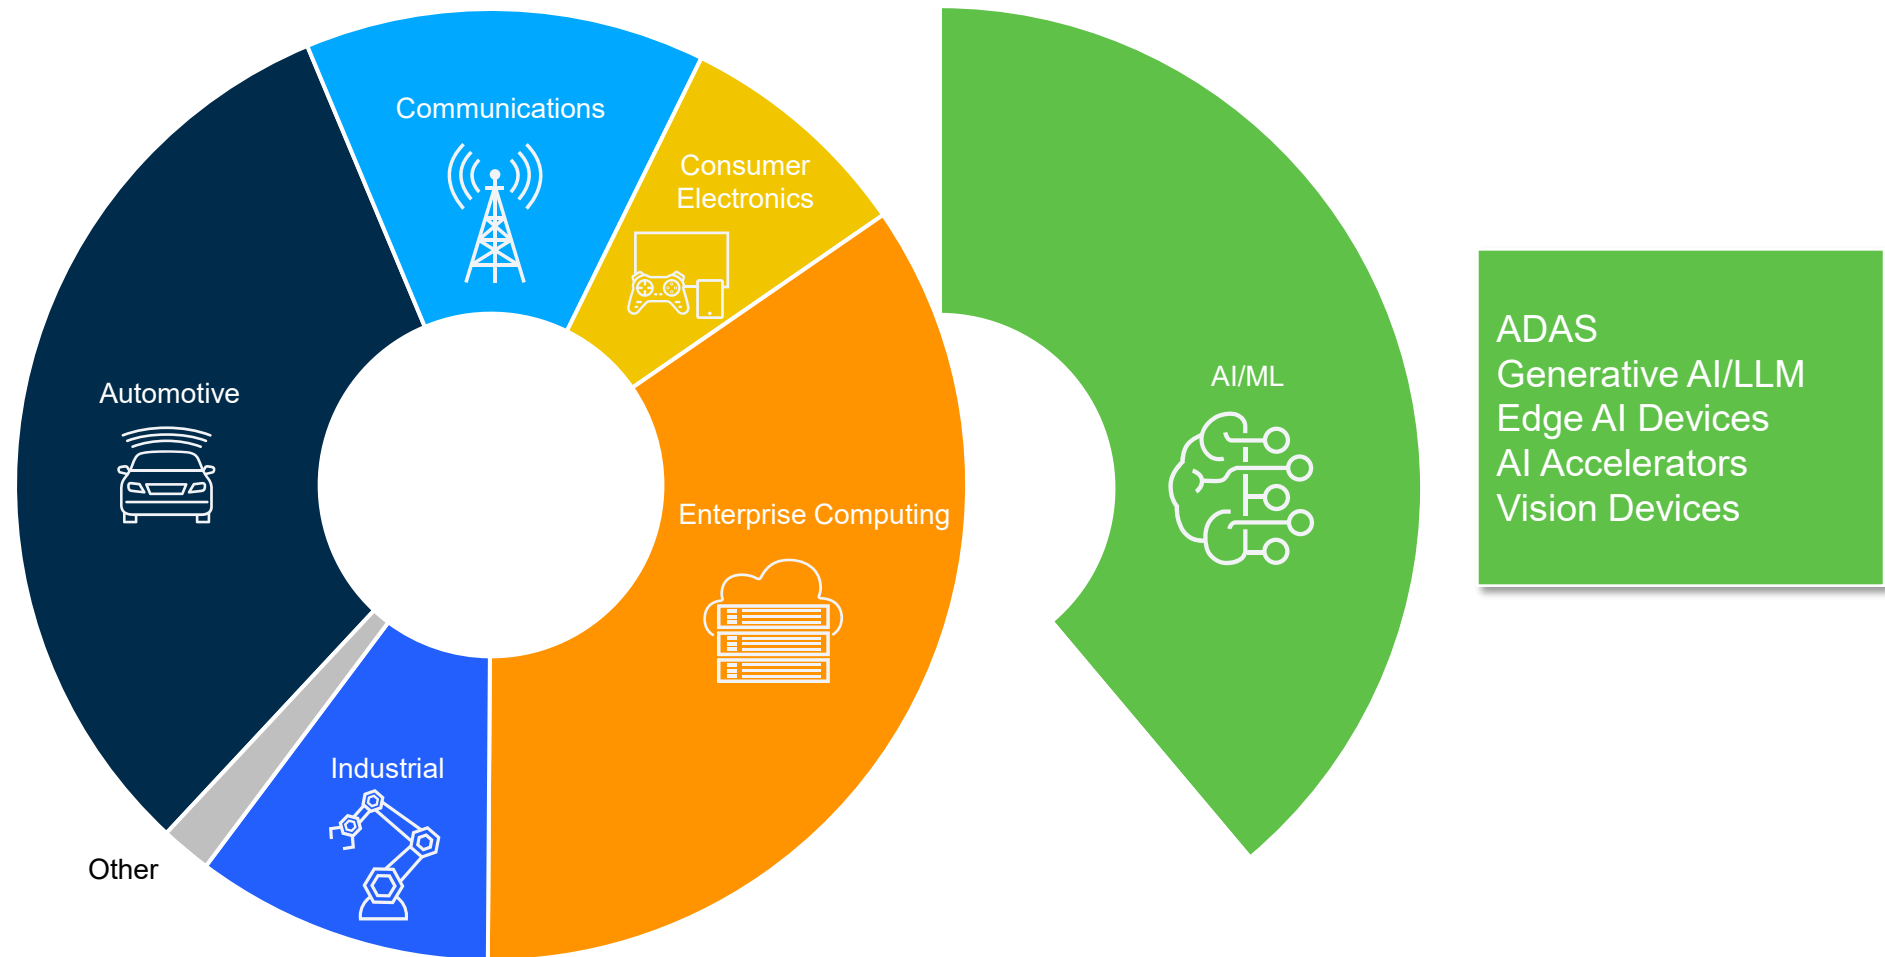 Communications
Consumer
Electronics
Automotive
Enterprise Computing
Industrial
Other
AI/ML
ADAS
Generative AI/LLM
Edge AI Devices
AI Accelerators
Vision Devices